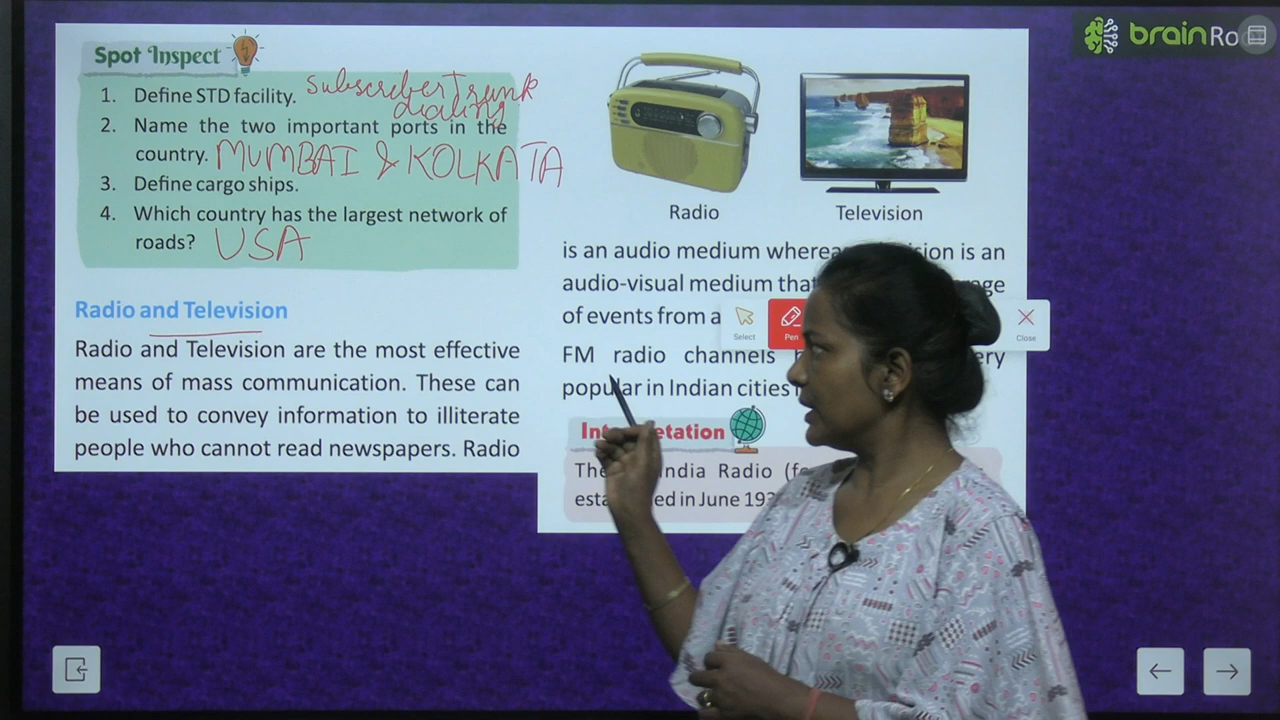 brainRo
Spot Inspect
1. Define STD facility. subscriber Trunk
dialing
2. Name the two important ports in the
country. MUMBAI & KOLKATA
3. Define cargo ships.
4. Which country has the largest network of
roads? USA
Radio and Television
Radio and Television are the most effective
means of mass communication. These can
be used to convey information to illiterate
people who cannot read newspapers. Radio
Radio
Television
is an audio medium is an
audio-visual medium that
of events from a
FM radio channels
popular in Indian cities
The India Radio
in June 193
Select
Pen
Close